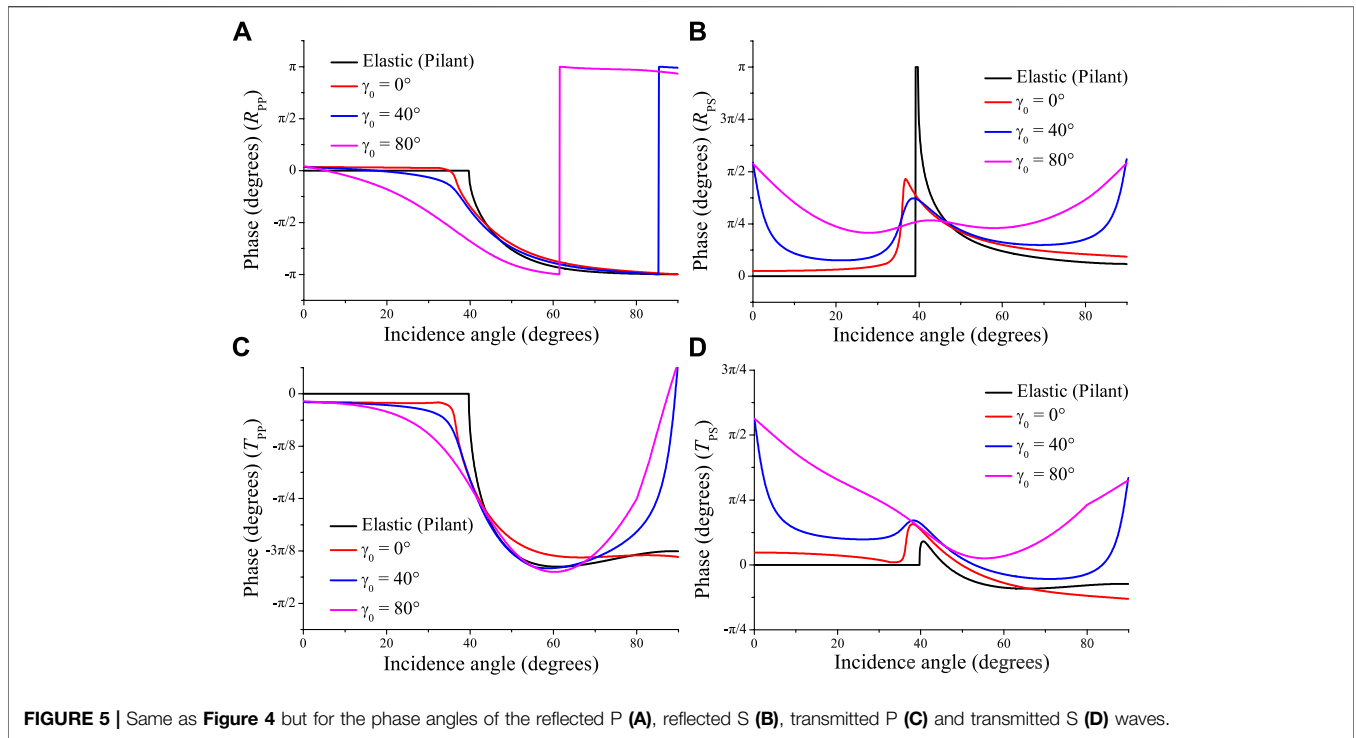 A
Elastic (Pilant)
γ₀ = 0°
γ₀ = 40°
γ₀ = 80°
π
π/2
0
-π/2
-π
Phase (degrees) (R_PP)
0 20 40 60 80
Incidence angle (degrees)
B
Elastic (Pilant)
γ₀ = 0°
γ₀ = 40°
γ₀ = 80°
π
3π/4
π/2
π/4
0
Phase (degrees) (R_PS)
0 20 40 60 80
Incidence angle (degrees)
C
0
-π/8
-π/4
-3π/8
-π/2
Phase (degrees) (T_PP)
Elastic (Pilant)
γ₀ = 0°
γ₀ = 40°
γ₀ = 80°
0 20 40 60 80
Incidence angle (degrees)
D
3π/4
π/2
π/4
0
-π/4
Phase (degrees) (T_PS)
Elastic (Pilant)
γ₀ = 0°
γ₀ = 40°
γ₀ = 80°
0 20 40 60 80
Incidence angle (degrees)
FIGURE 5 | Same as Figure 4 but for the phase angles of the reflected P (A), reflected S (B), transmitted P (C) and transmitted S (D) waves.